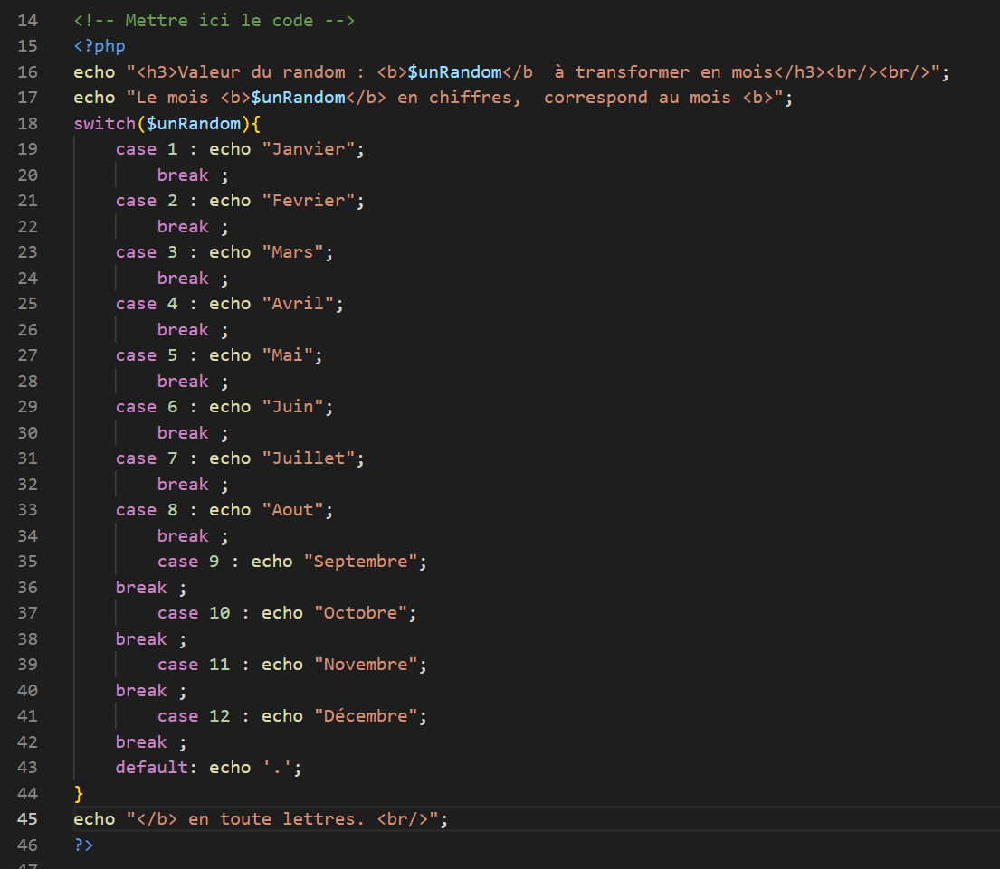 14 <!-- Mettre ici le code -->
15 <?php
16 echo "<h3>Valeur du random : <b>$unRandom</b  à transformer en mois</h3><br/><br/>";
17 echo "Le mois <b>$unRandom</b> en chiffres,  correspond au mois <b>";
18 switch($unRandom){
19     case 1 : echo "Janvier";
20         break ;
21     case 2 : echo "Fevrier";
22         break ;
23     case 3 : echo "Mars";
24         break ;
25     case 4 : echo "Avril";
26         break ;
27     case 5 : echo "Mai";
28         break ;
29     case 6 : echo "Juin";
30         break ;
31     case 7 : echo "Juillet";
32         break ;
33     case 8 : echo "Aout";
34         break ;
35         case 9 : echo "Septembre";
36     break ;
37         case 10 : echo "Octobre";
38     break ;
39         case 11 : echo "Novembre";
40     break ;
41         case 12 : echo "Décembre";
42     break ;
43     default: echo '.';
44 }
45 echo "</b> en toute lettres. <br/>";
46 ?>
47